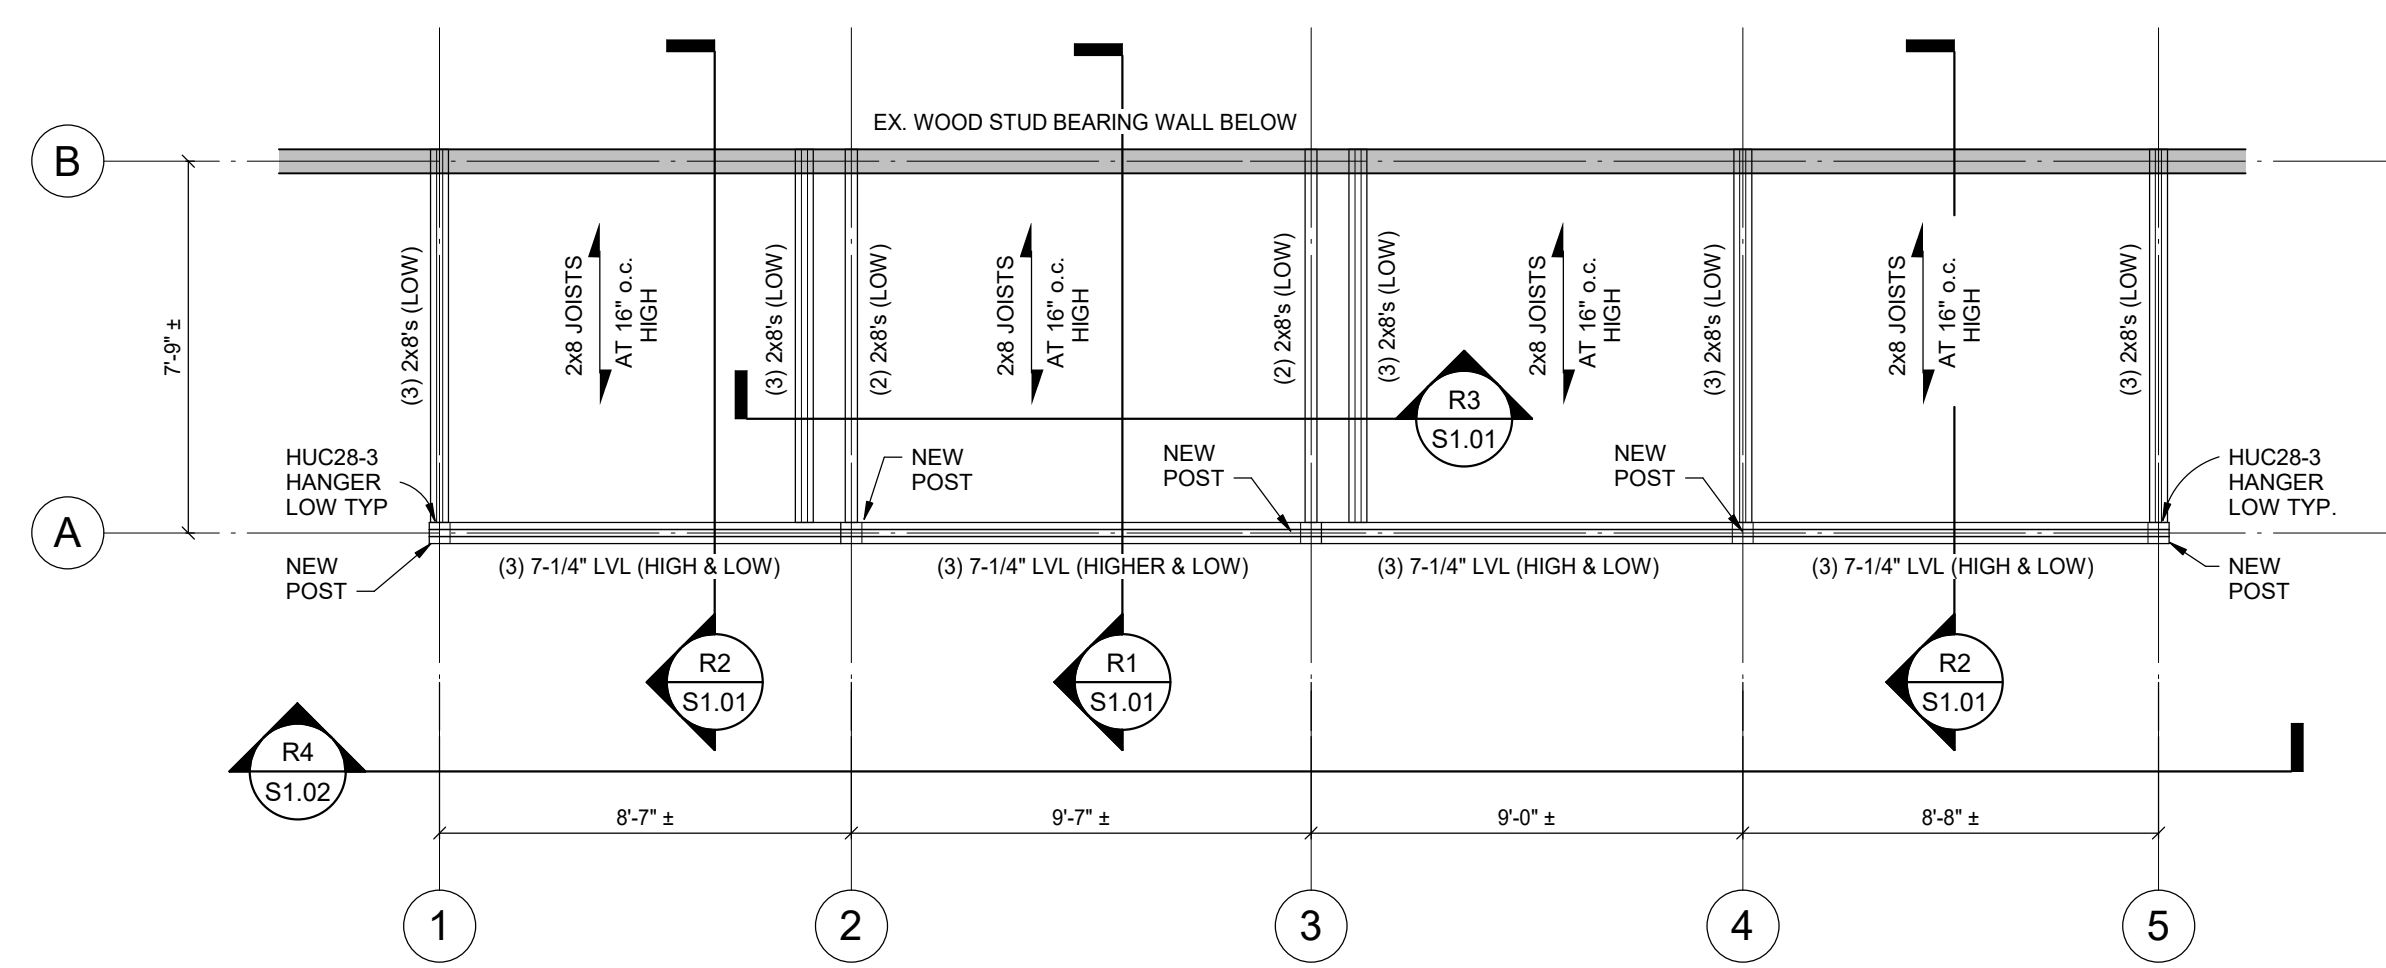 EX. WOOD STUD BEARING WALL BELOW
B
7'-9" ±
(3) 2x8's (LOW)
2x8 JOISTS
AT 16" o.c.
HIGH
(3) 2x8's (LOW)
(2) 2x8's (LOW)
2x8 JOISTS
AT 16" o.c.
HIGH
(2) 2x8's (LOW)
(3) 2x8's (LOW)
2x8 JOISTS
AT 16" o.c.
HIGH
(3) 2x8's (LOW)
2x8 JOISTS
AT 16" o.c.
HIGH
(3) 2x8's (LOW)
R3
S1.01
HUC28-3
HANGER
LOW TYP
NEW
POST
NEW
POST
NEW
POST
HUC28-3
HANGER
LOW TYP.
A
NEW
POST
(3) 7-1/4" LVL (HIGH & LOW)
(3) 7-1/4" LVL (HIGHER & LOW)
(3) 7-1/4" LVL (HIGH & LOW)
(3) 7-1/4" LVL (HIGH & LOW)
NEW
POST
R2
S1.01
R1
S1.01
R2
S1.01
R4
S1.02
8'-7" ±
9'-7" ±
9'-0" ±
8'-8" ±
1
2
3
4
5